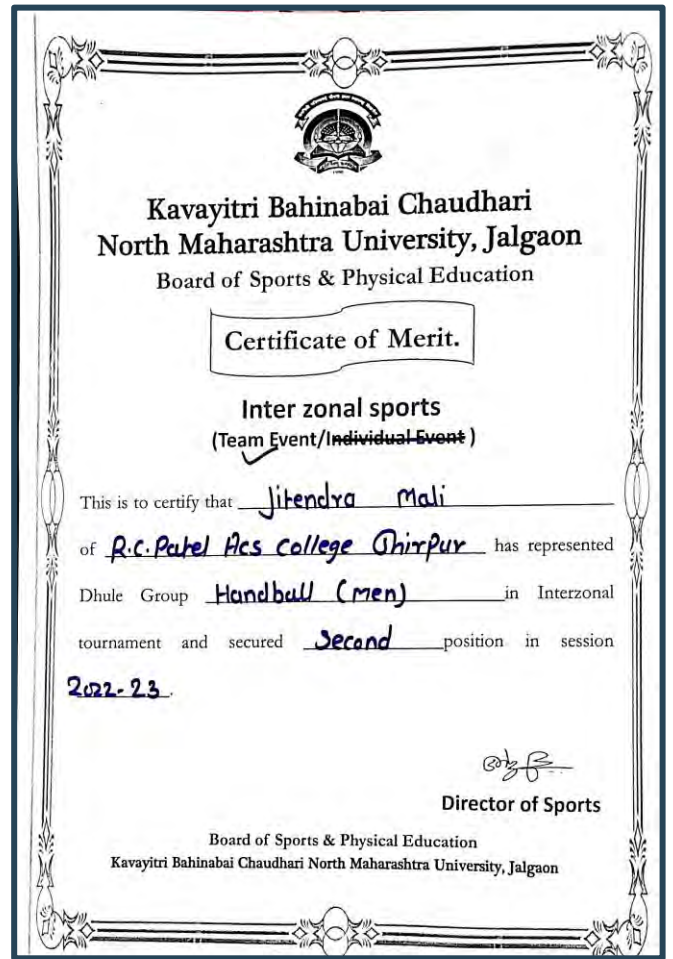 Kavayitri Bahinabai Chaudhari
North Maharashtra University, Jalgaon
Board of Sports & Physical Education
Certificate of Merit.
Inter zonal sports
(Team Event/Individual Event )
This is to certify that Jitendra Mali
of R.C. Patel Acs College Shirpur has represented
Dhule Group Handball (men) in Interzonal
tournament and secured Second position in session
2022-23.
Director of Sports
Board of Sports & Physical Education
Kavayitri Bahinabai Chaudhari North Maharashtra University, Jalgaon